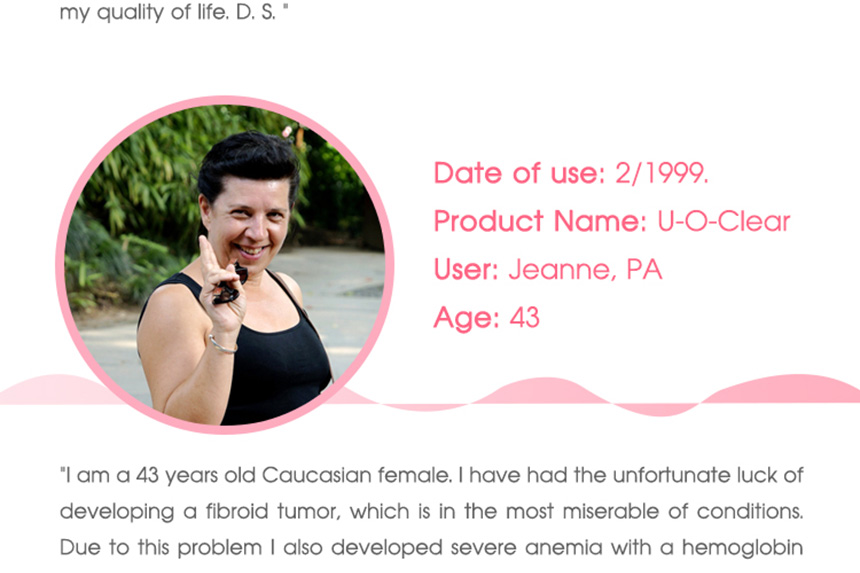 my quality of life. D. S. "
Date of use: 2/1999.
Product Name: U-O-Clear
User: Jeanne, PA
Age: 43
"I am a 43 years old Caucasian female. I have had the unfortunate luck of
developing a fibroid tumor, which is in the most miserable of conditions.
Due to this problem I also developed severe anemia with a hemoglobin